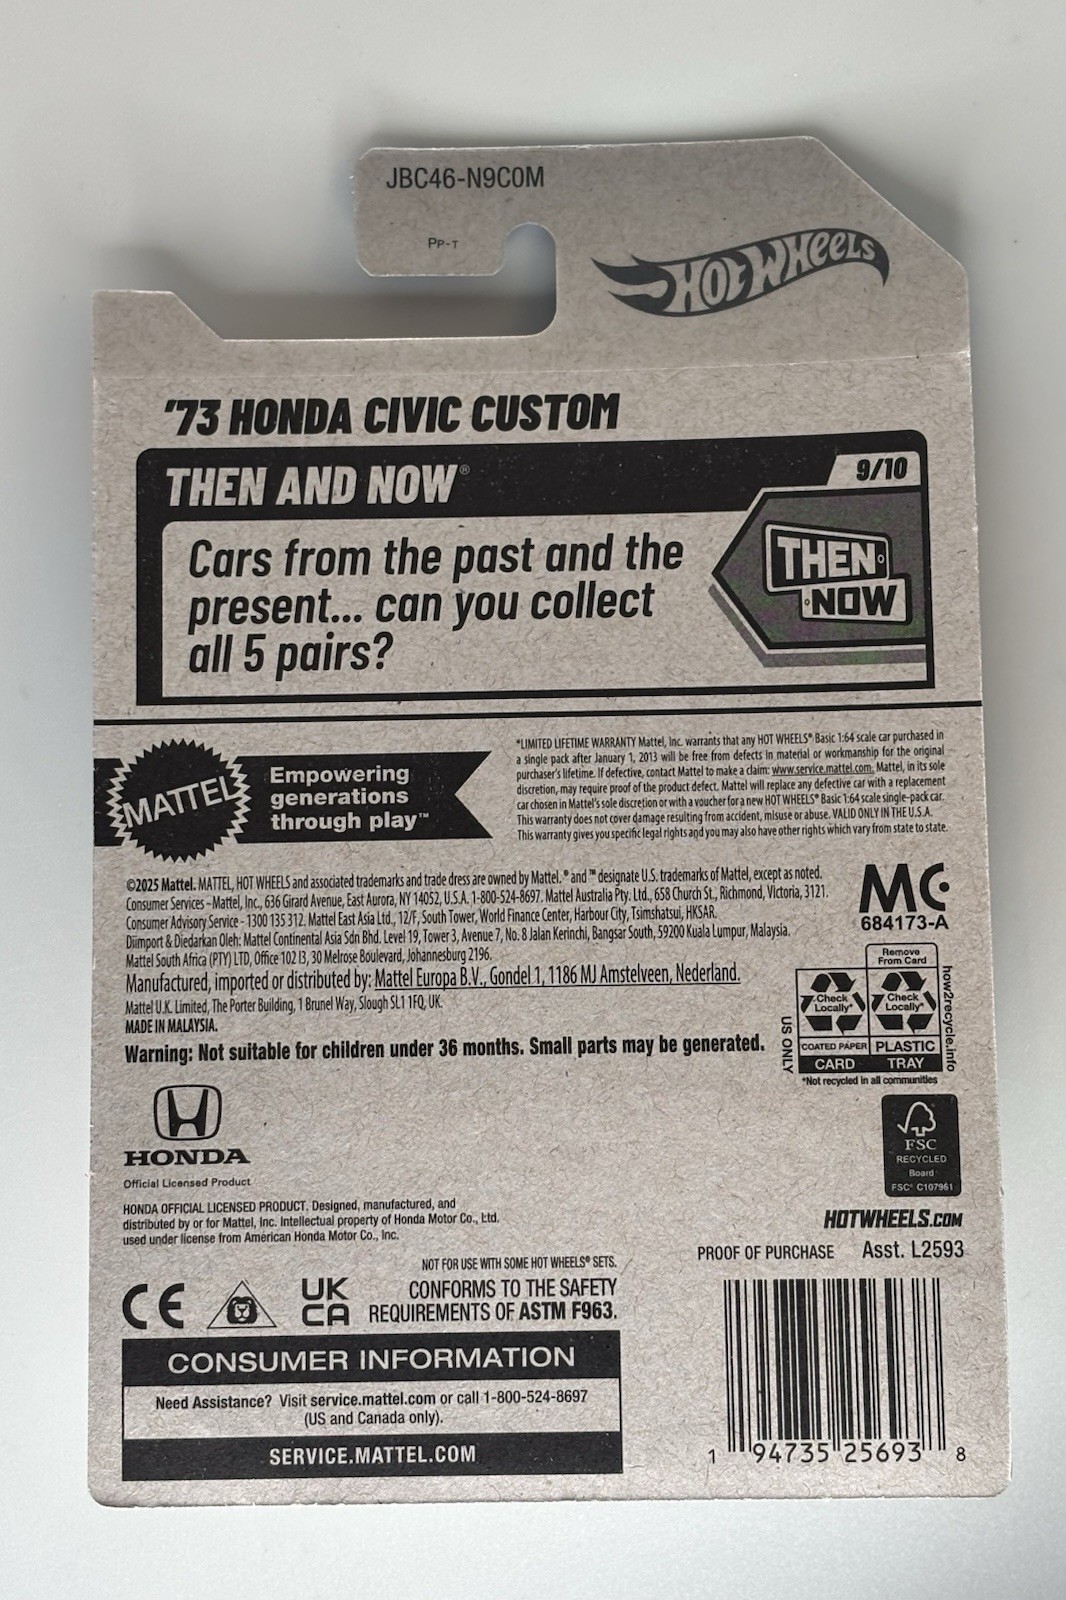 JBC46-N9C0M
PP-T
HOT WHEELS
'73 HONDA CIVIC CUSTOM
THEN AND NOW®
9/10
Cars from the past and the
present... can you collect
all 5 pairs?
THEN
NOW
MATTEL
Empowering
generations
through play™
*LIMITED LIFETIME WARRANTY Mattel, Inc. warrants that any HOT WHEELS® Basic 1:64 scale car purchased in
a single pack after January 1, 2013 will be free from defects in material or workmanship for the original
purchaser's lifetime. If defective, contact Mattel to make a claim: www.service.mattel.com. Mattel, in its sole
discretion, may require proof of the product defect. Mattel will replace any defective car with a replacement
car chosen in Mattel's sole discretion or with a voucher for a new HOT WHEELS® Basic 1:64 scale single-pack car.
This warranty does not cover damage resulting from accident, misuse or abuse. VALID ONLY IN THE U.S.A.
This warranty gives you specific legal rights and you may also have other rights which vary from state to state.
©2025 Mattel. MATTEL, HOT WHEELS and associated trademarks and trade dress are owned by Mattel. ® and ™ designate U.S. trademarks of Mattel, except as noted.
Consumer Services - Mattel, Inc., 636 Girard Avenue, East Aurora, NY 14052, U.S.A. 1-800-524-8697. Mattel Australia Pty. Ltd., 658 Church St., Richmond, Victoria, 3121.
Consumer Advisory Service - 1300 135 312. Mattel East Asia Ltd., 12/F, South Tower, World Finance Center, Harbour City, Tsimshatsui, HKSAR.
Diimport & Diedarkan Oleh: Mattel Continental Asia Sdn Bhd. Level 19, Tower 3, Avenue 7, No. 8 Jalan Kerinchi, Bangsar South, 59200 Kuala Lumpur, Malaysia.
Mattel South Africa (PTY) LTD, Office 102 I3, 30 Melrose Boulevard, Johannesburg 2196.
Manufactured, imported or distributed by: Mattel Europa B.V., Gondel 1, 1186 MJ Amstelveen, Nederland.
Mattel U.K. Limited, The Porter Building, 1 Brunel Way, Slough SL1 1FQ, UK.
MADE IN MALAYSIA.
Warning: Not suitable for children under 36 months. Small parts may be generated.
MC
684173-A
Remove
From Card
Check
Locally*
Check
Locally*
COATED PAPER
PLASTIC
CARD
TRAY
US ONLY
how2recycle.info
*Not recycled in all communities
HONDA
Official Licensed Product
HONDA OFFICIAL LICENSED PRODUCT. Designed, manufactured, and
distributed by or for Mattel, Inc. Intellectual property of Honda Motor Co., Ltd.
used under license from American Honda Motor Co., Inc.
FSC
RECYCLED
Board
FSC® C107961
HOTWHEELS.COM
PROOF OF PURCHASE Asst. L2593
NOT FOR USE WITH SOME HOT WHEELS® SETS.
CE
UK
CA
CONFORMS TO THE SAFETY
REQUIREMENTS OF ASTM F963.
CONSUMER INFORMATION
Need Assistance? Visit service.mattel.com or call 1-800-524-8697
(US and Canada only).
SERVICE.MATTEL.COM
1 94735 25693 8